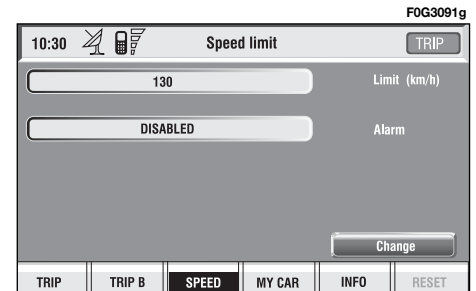 F0G3091g
10:30 Speed limit TRIP
130 Limit (km/h)
DISABLED Alarm
Change
TRIP TRIP B SPEED MY CAR INFO RESET